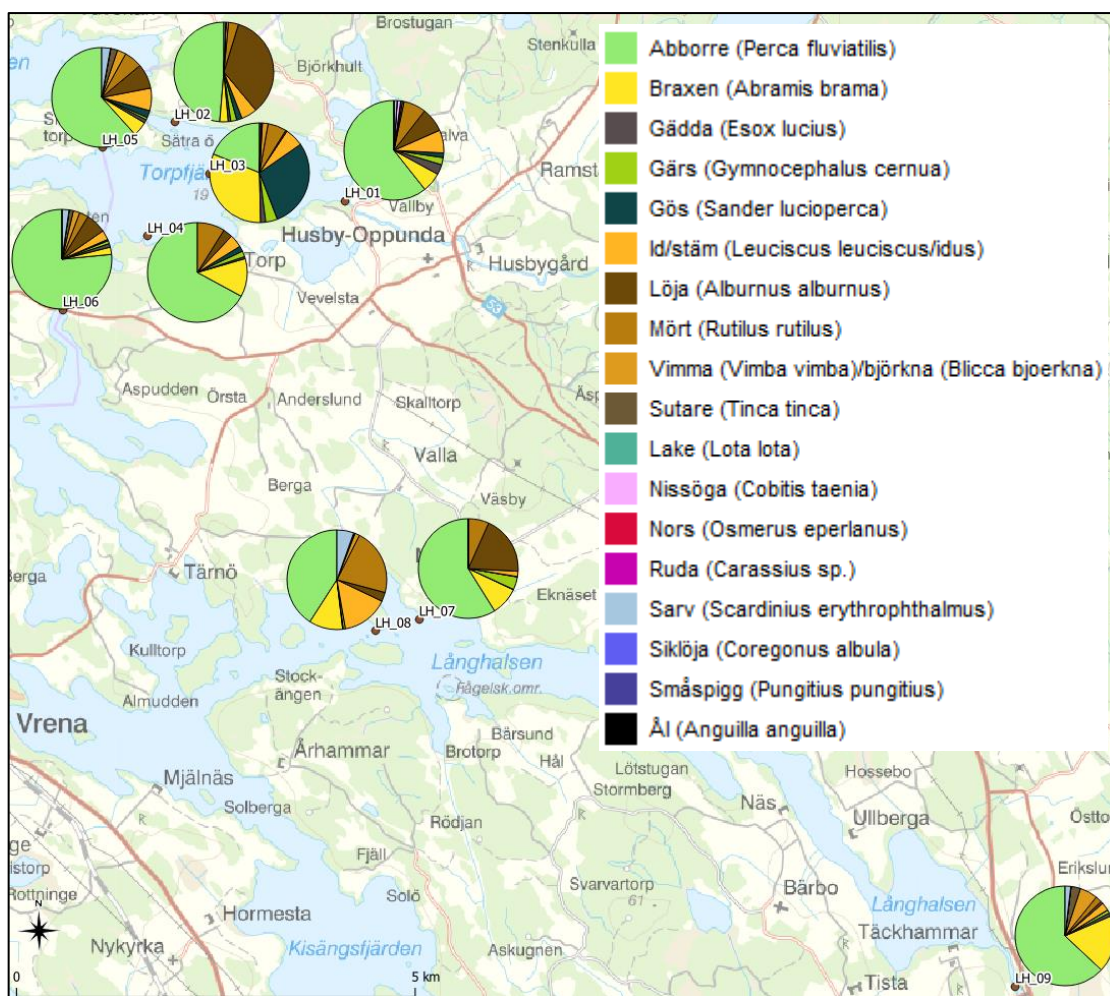 Brostugan
Stenkulla
Björkhult
LH_05
LH_02
Sätra ö
torp
Torpfjä
19
LH_03
LH_01
Vallby
Ramsta
LH_04
Torp
Husby-Oppunda
Husbygård
Vevelsta
53
LH_06
Aspudden
Örsta
Anderslund
Skalltorp
Valla
Berga
Väsby
Berga
Tärnö
Eknäset
LH_07
LH_08
Kulltorp
Långhalsen
Fågelsk.omr.
Stock-
ängen
Almudden
Vrena
Århammar
Brotorp
Bärsund
Hål
Lötstugan
Stormberg
Hossebo
Mjälnäs
Solberga
Rödjan
Näs
Ullberga
Östto
Fjäll
Svarvartorp
61
Bärbo
Erikslun
istorp
Rottninge
Solö
Långhalsen
Täckhammar
Hormesta
N
Nykyrka
Kisängsfjärden
Askugnen
Tista
LH_09
0
5 km
Abborre (Perca fluviatilis)
Braxen (Abramis brama)
Gädda (Esox lucius)
Gärs (Gymnocephalus cernua)
Gös (Sander lucioperca)
Id/stäm (Leuciscus leuciscus/idus)
Löja (Alburnus alburnus)
Mört (Rutilus rutilus)
Vimma (Vimba vimba)/björkna (Blicca bjoerkna)
Sutare (Tinca tinca)
Lake (Lota lota)
Nissöga (Cobitis taenia)
Nors (Osmerus eperlanus)
Ruda (Carassius sp.)
Sarv (Scardinius erythrophthalmus)
Siklöja (Coregonus albula)
Småspigg (Pungitius pungitius)
Ål (Anguilla anguilla)